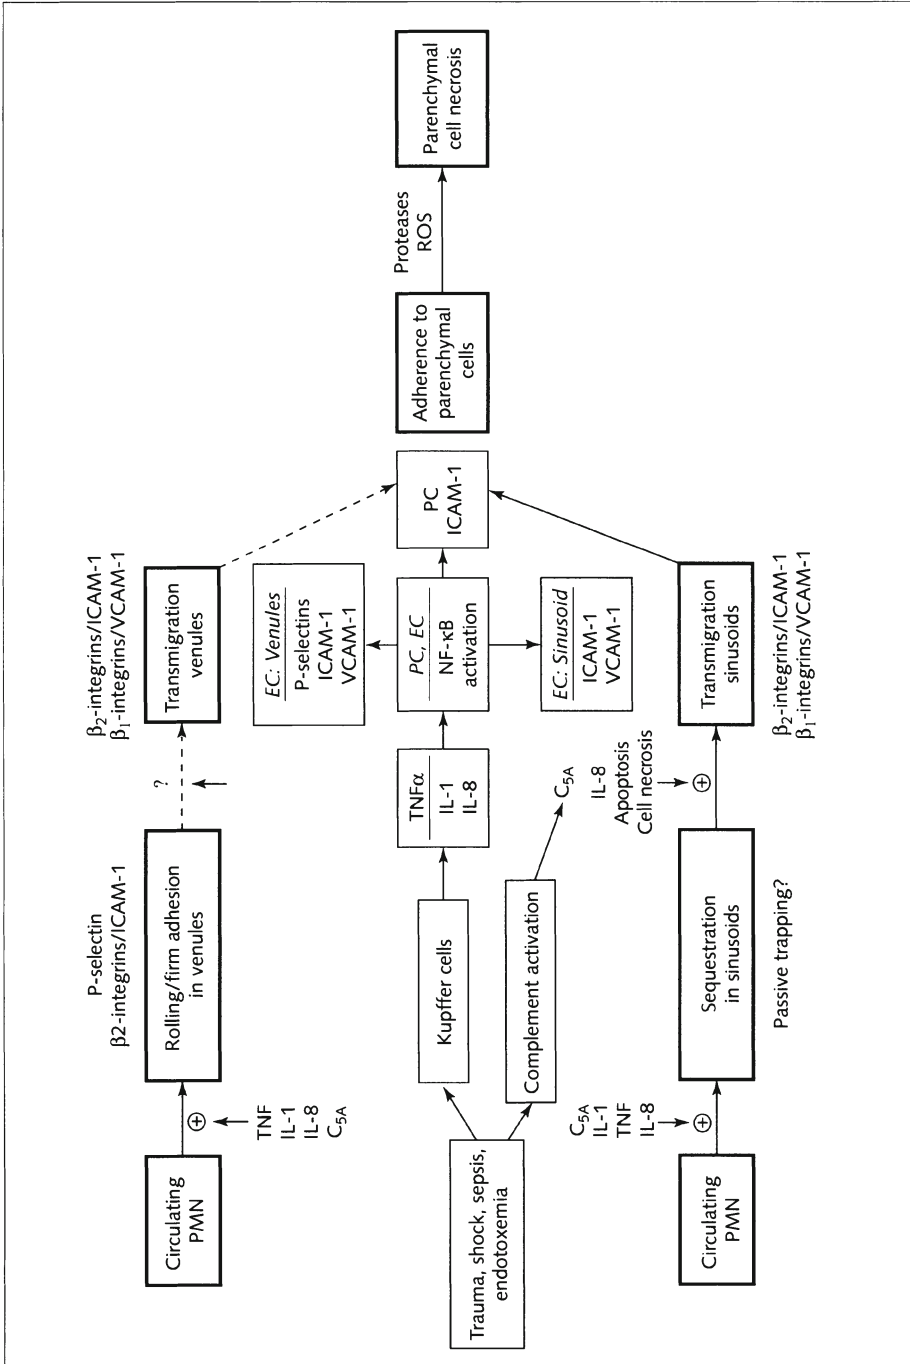 Circulating
PMN
TNF
IL-1
IL-8
C5A
+
P-selectin
β2-integrins/ICAM-1
Rolling/firm adhesion
in venules
?
β2-integrins/ICAM-1
β1-integrins/VCAM-1
Transmigration
venules
Trauma, shock, sepsis,
endotoxemia
Kupffer cells
Complement activation
TNFα
IL-1
IL-8
EC: Venules
P-selectins
ICAM-1
VCAM-1
PC, EC
NF-κB
activation
EC: Sinusoid
ICAM-1
VCAM-1
PC
ICAM-1
Adherence to
parenchymal
cells
Proteases
ROS
Parenchymal
cell necrosis
Circulating
PMN
C5A
IL-1
TNF
IL-8
+
Sequestration
in sinusoids
Passive trapping?
C5A
IL-8
Apoptosis
Cell necrosis
+
Transmigration
sinusoids
β2-integrins/ICAM-1
β1-integrins/VCAM-1